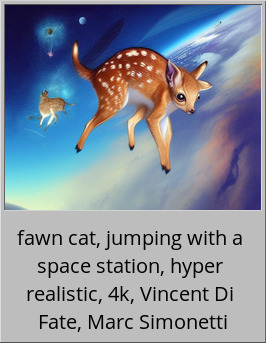 fawn cat, jumping with a
space station, hyper
realistic, 4k, Vincent Di
Fate, Marc Simonetti